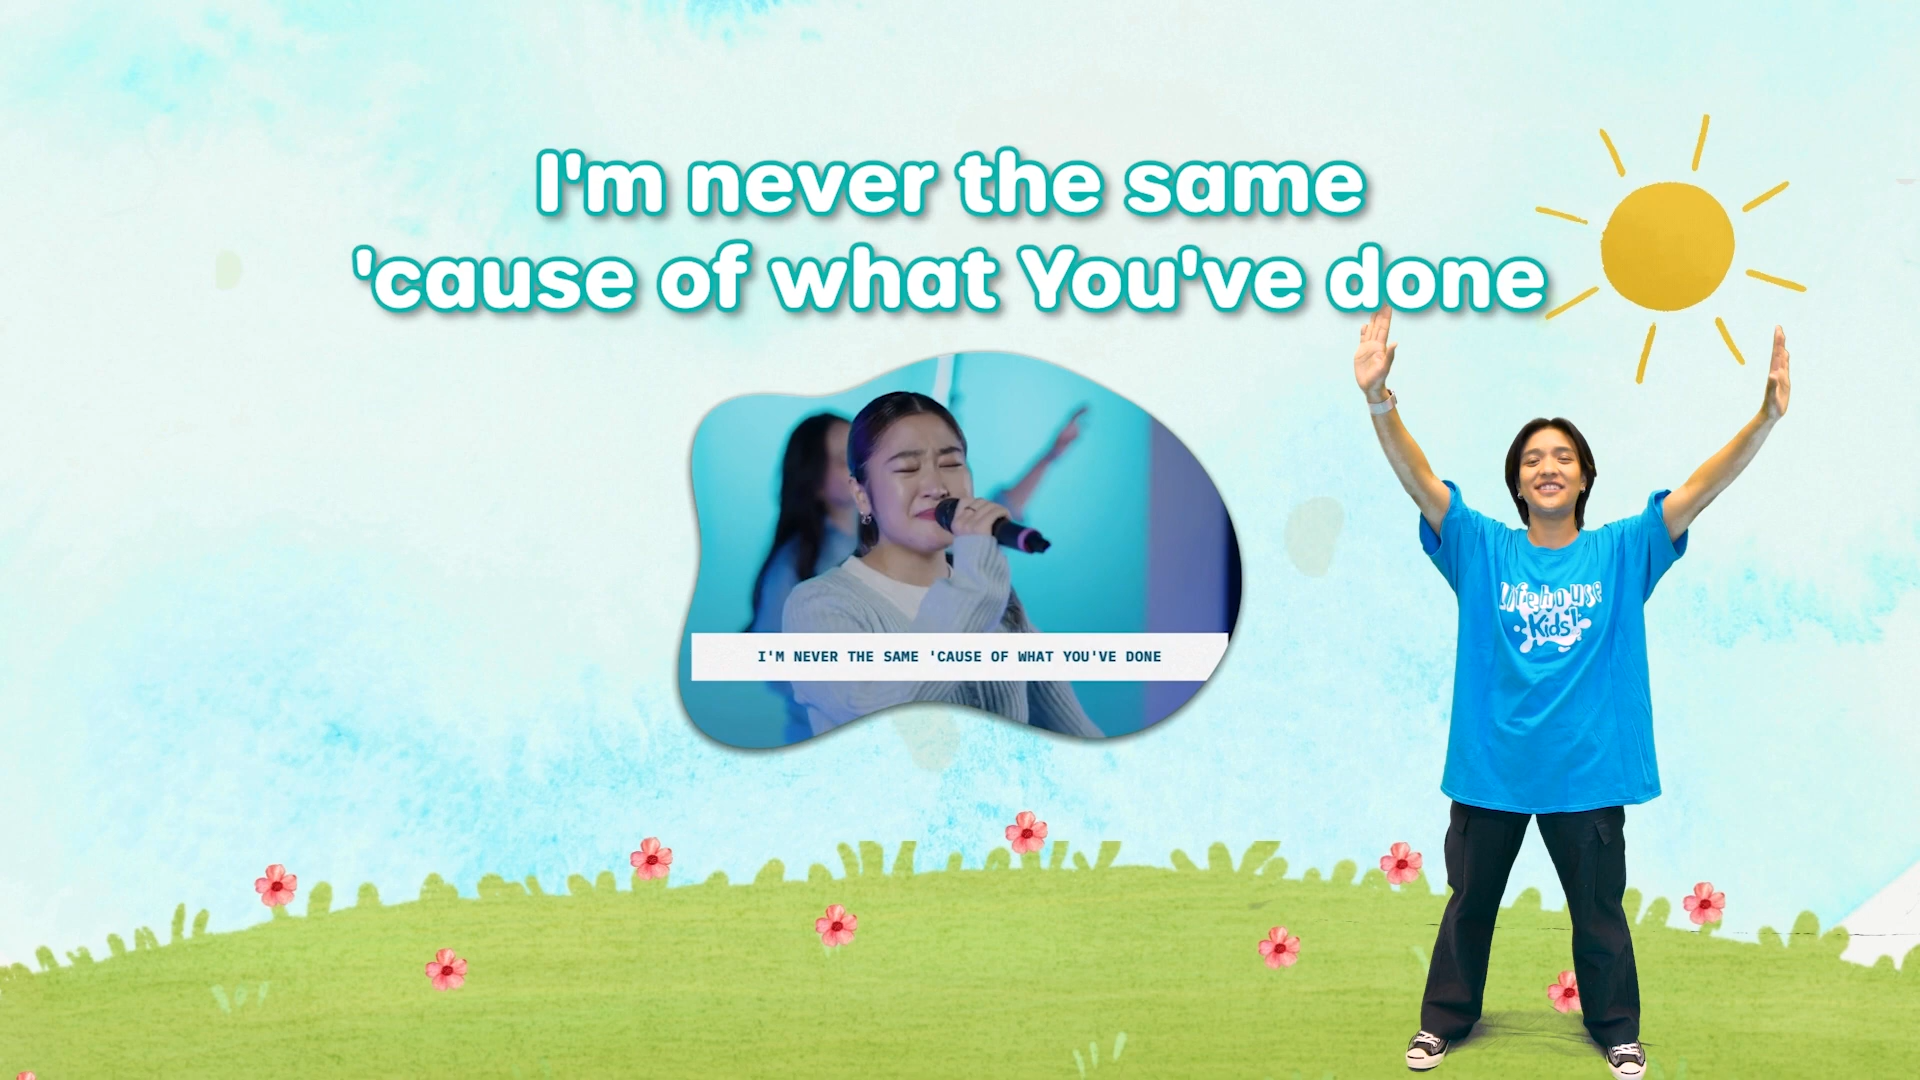 I'm never the same
'cause of what You've done
I'M NEVER THE SAME 'CAUSE OF WHAT YOU'VE DONE
Lifehouse
Kids!